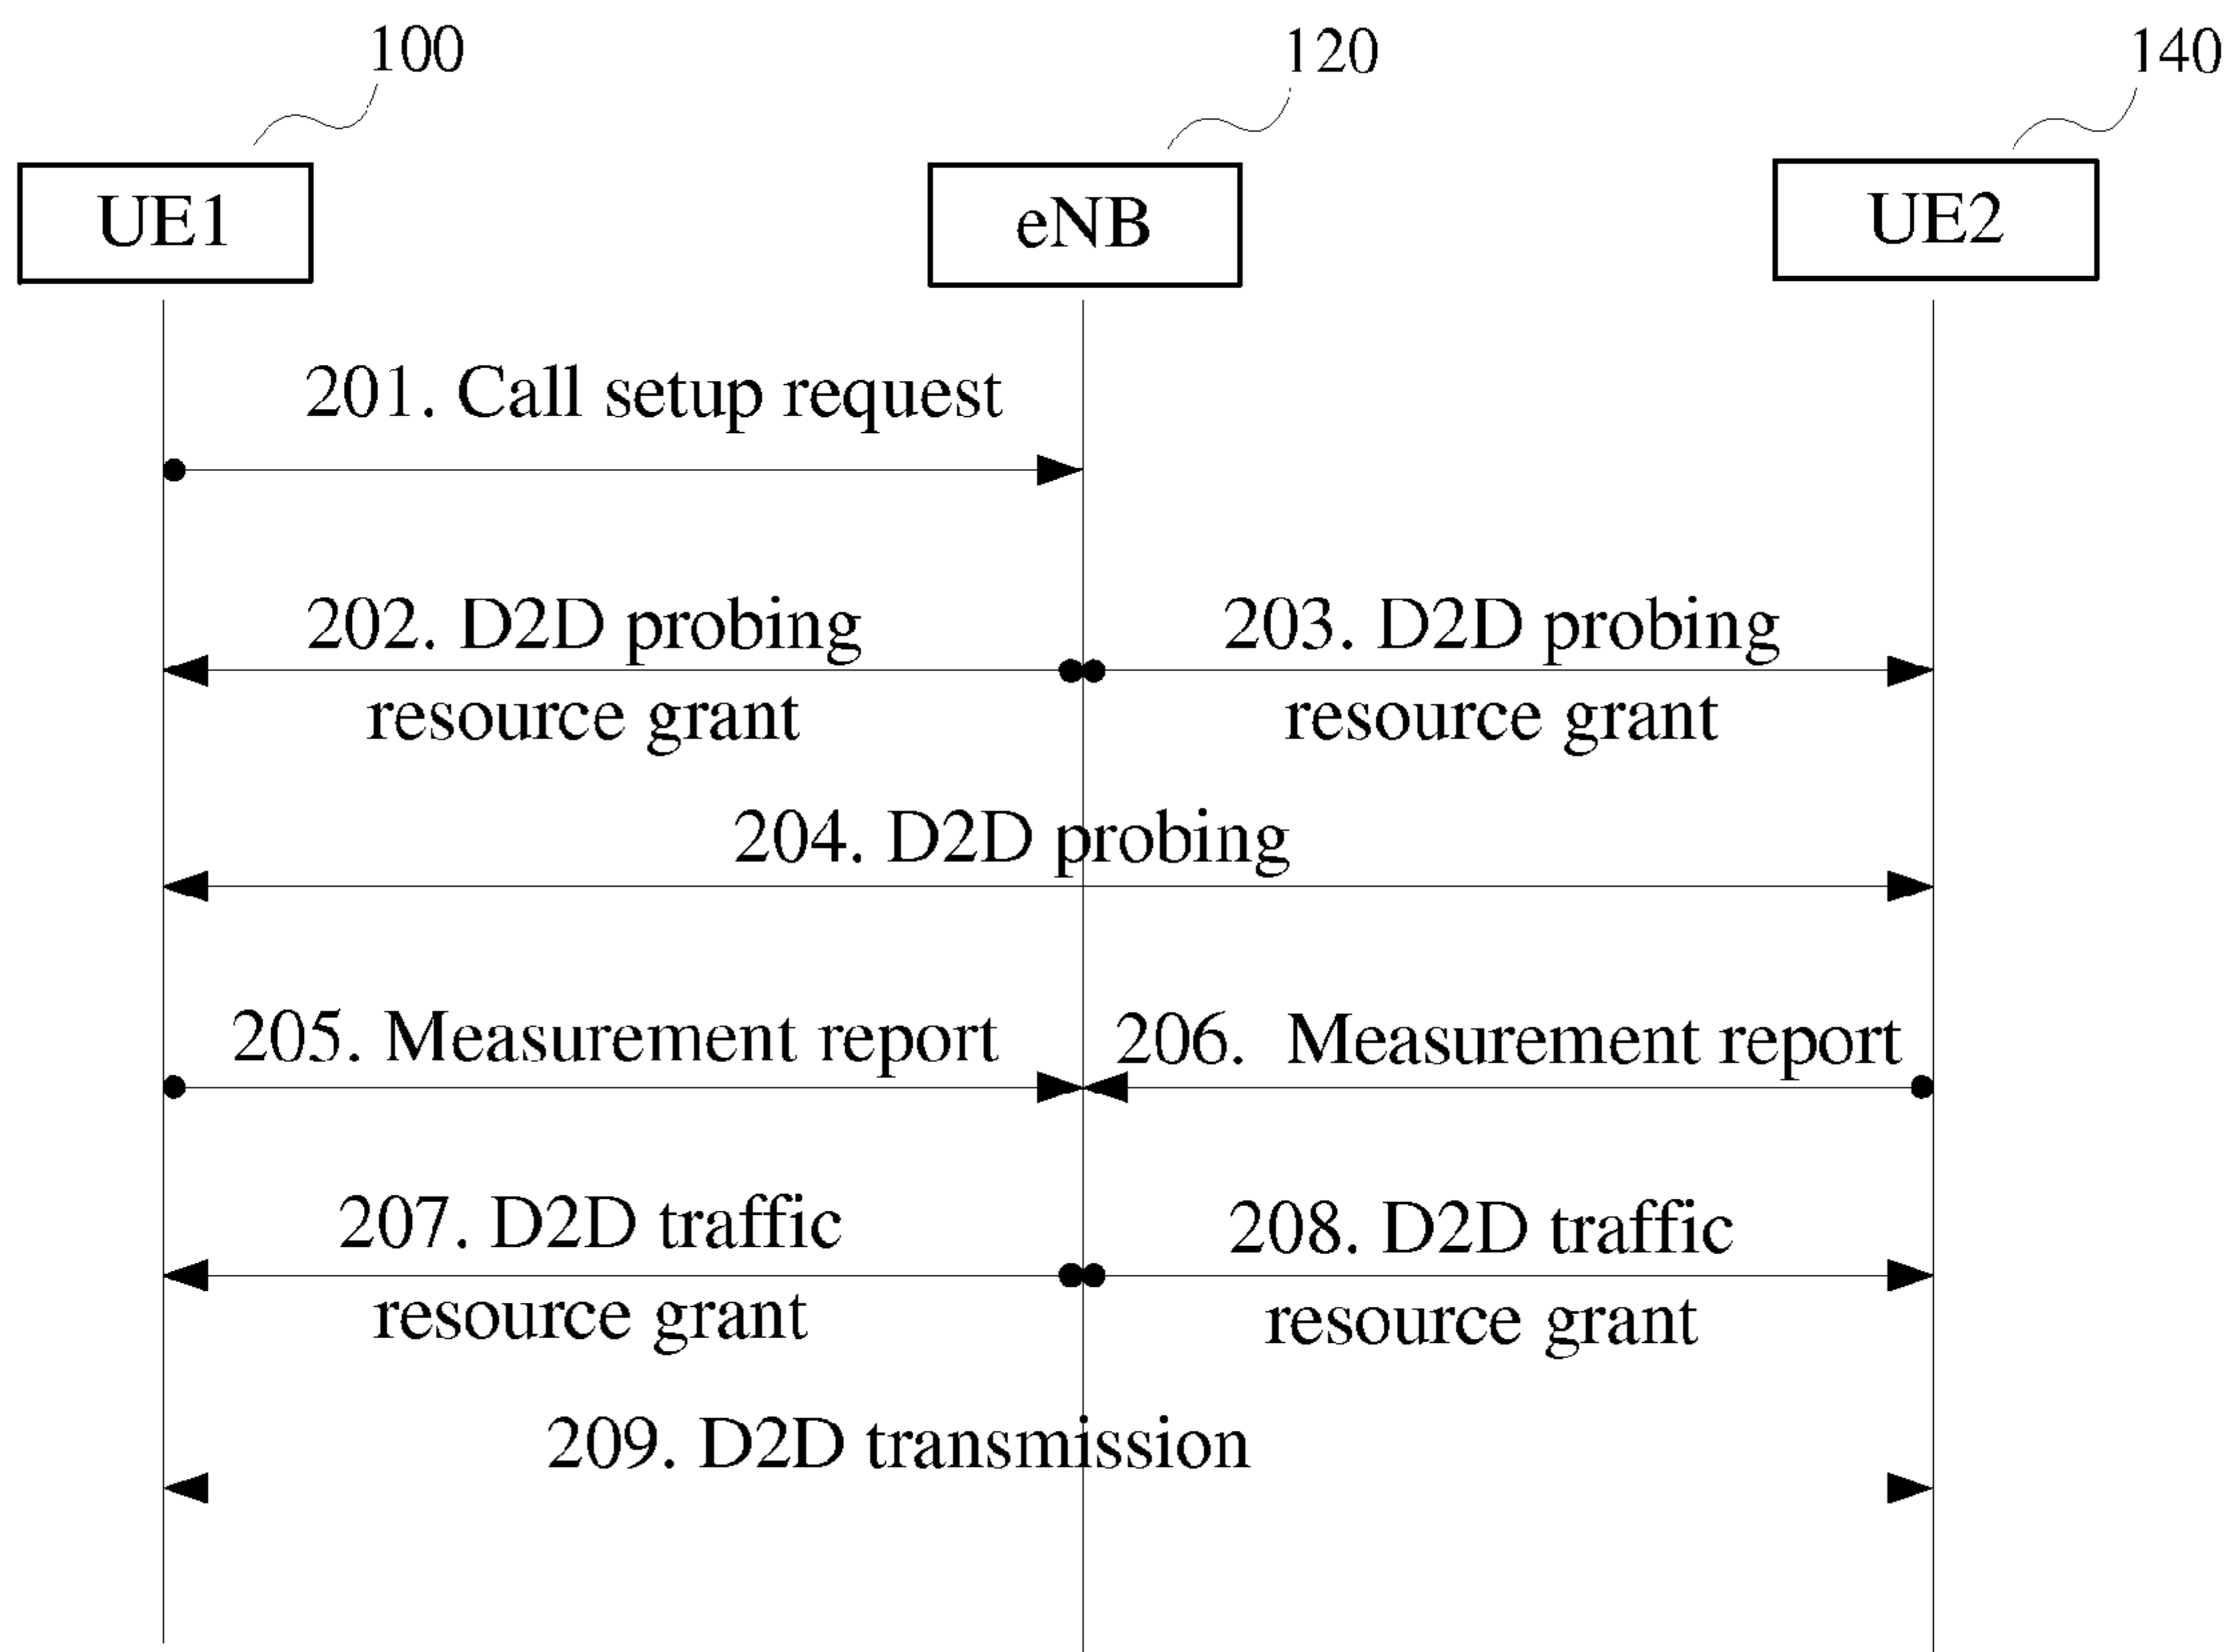 100
120
140
UE1
eNB
UE2
201. Call setup request
202. D2D probing
resource grant
203. D2D probing
resource grant
204. D2D probing
205. Measurement report
206. Measurement report
207. D2D traffic
resource grant
208. D2D traffic
resource grant
209. D2D transmission